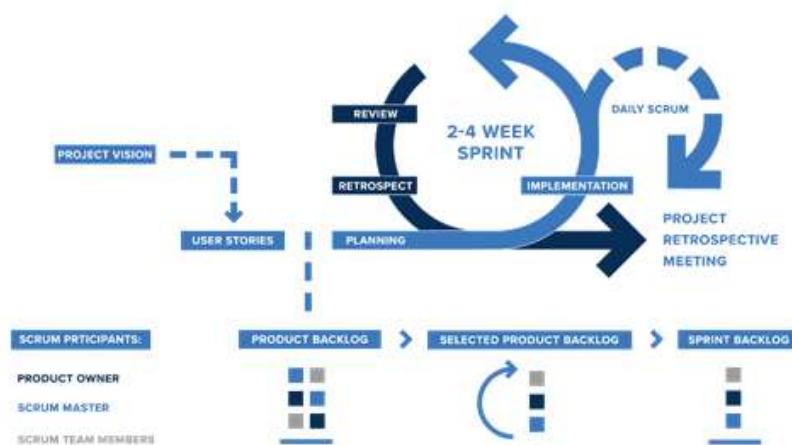 REVIEW
2-4 WEEK
SPRINT
DAILY SCRUM
PROJECT VISION
RETROSPECT
IMPLEMENTATION
USER STORIES
PLANNING
PROJECT
RETROSPECTIVE
MEETING
SCRUM PRTICIPANTS:
PRODUCT BACKLOG
SELECTED PRODUCT BACKLOG
SPRINT BACKLOG
PRODUCT OWNER
SCRUM MASTER
SCRUM TEAM MEMBERS